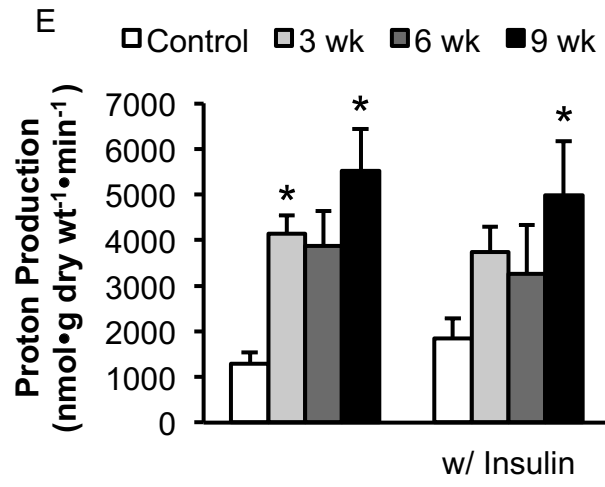 E
Control 3 wk 6 wk 9 wk
Proton Production
(nmol•g dry wt⁻¹•min⁻¹)
7000
6000
5000
4000
3000
2000
1000
0
* * *
w/ Insulin